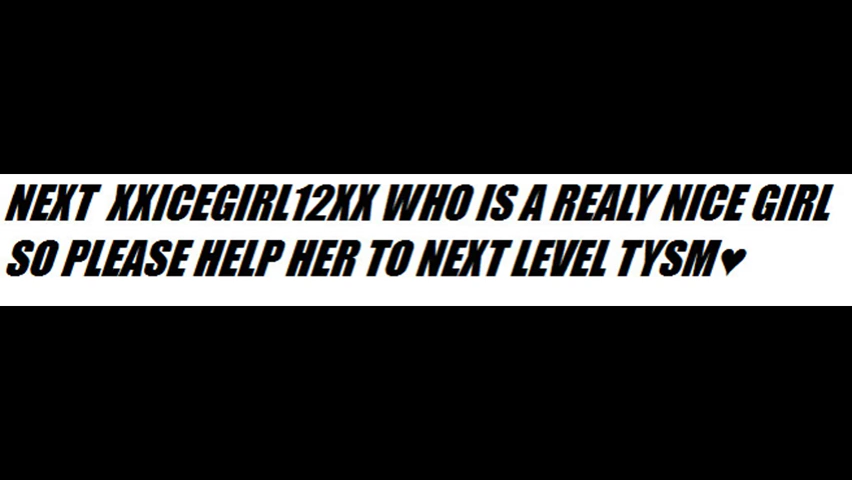 NEXT XXICEGIRL12XX WHO IS A REALY NICE GIRL
SO PLEASE HELP HER TO NEXT LEVEL TYSM♥